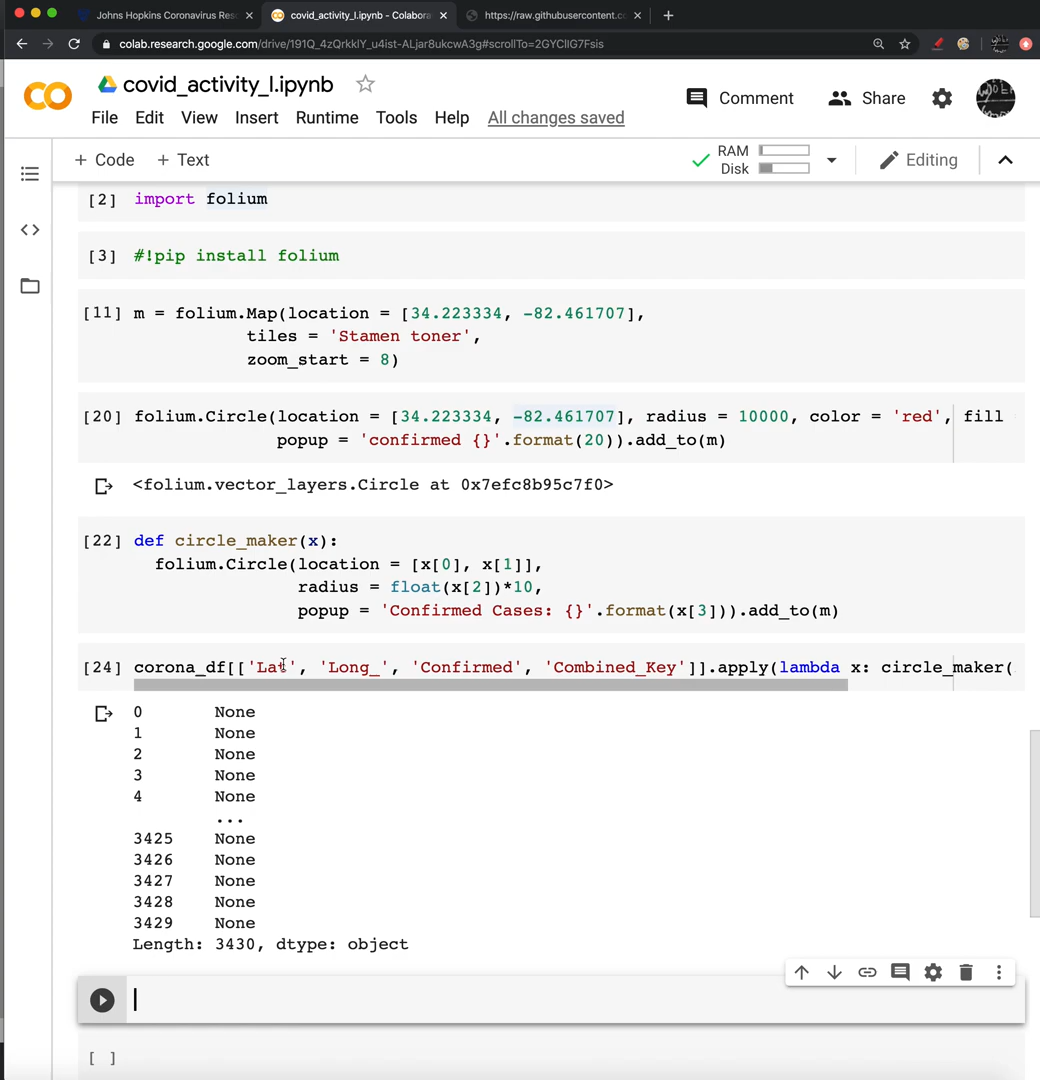 Johns Hopkins Coronavirus Res
covid_activity_I.ipynb - Colabora
https://raw.githubusercontent.co
colab.research.google.com/drive/191Q_4zQrkklY_u4ist-ALjar8ukcwA3g#scrollTo=2GYCIIG7Fsis
covid_activity_I.ipynb
Comment
Share
File Edit View Insert Runtime Tools Help All changes saved
+ Code + Text
RAM
Disk
Editing
[2] import folium
[3] #!pip install folium
[11] m = folium.Map(location = [34.223334, -82.461707],
tiles = 'Stamen toner',
zoom_start = 8)
[20] folium.Circle(location = [34.223334, -82.461707], radius = 10000, color = 'red', fill
popup = 'confirmed {}'.format(20)).add_to(m)
<folium.vector_layers.Circle at 0x7efc8b95c7f0>
[22] def circle_maker(x):
folium.Circle(location = [x[0], x[1]],
radius = float(x[2])*10,
popup = 'Confirmed Cases: {}'.format(x[3])).add_to(m)
[24] corona_df[['Lat', 'Long_', 'Confirmed', 'Combined_Key']].apply(lambda x: circle_maker(
0 None
1 None
2 None
3 None
4 None
...
3425 None
3426 None
3427 None
3428 None
3429 None
Length: 3430, dtype: object
[ ]